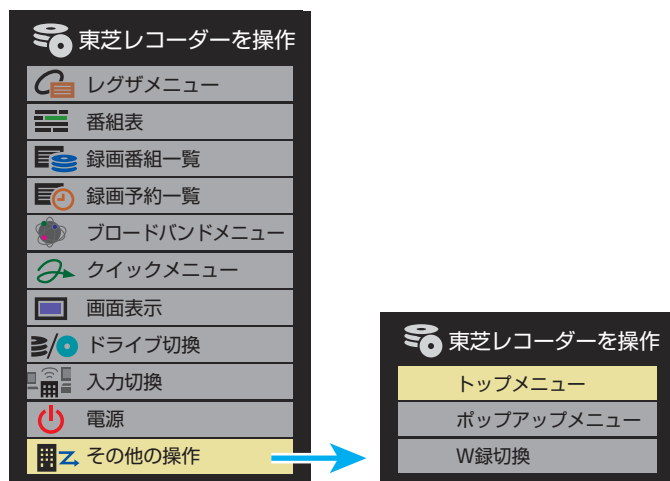 東芝レコーダーを操作
レグザメニュー
番組表
録画番組一覧
録画予約一覧
ブロードバンドメニュー
クイックメニュー
画面表示
ドライブ切換
入力切換
電源
その他の操作
東芝レコーダーを操作
トップメニュー
ポップアップメニュー
W録切換